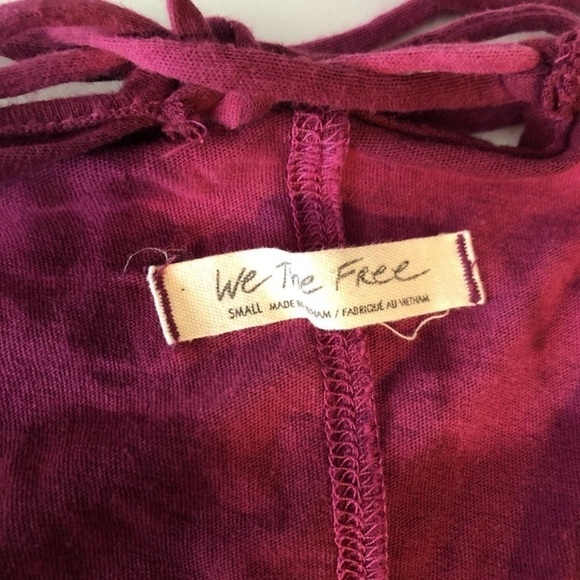 We The Free
SMALL MADE IN VIETNAM / FABRIQUÉ AU VIETNAM